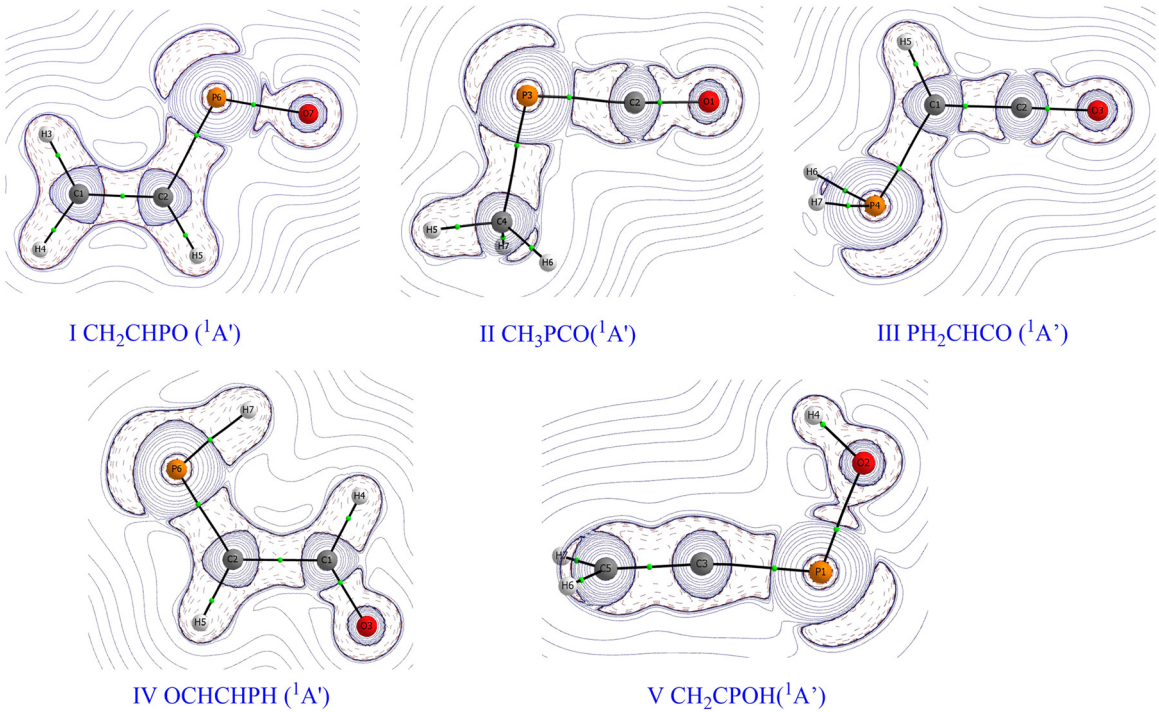 P6
O7
H3
C1
C2
H4
H5
I CH₂CHPO (¹A')
P3
C2
O1
C4
H5
H7
H6
II CH₃PCO(¹A')
H5
C1
C2
O3
H6
H7
P4
III PH₂CHCO (¹A’)
H7
P6
H4
C2
C1
H5
O3
IV OCHCHPH (¹A')
H4
O2
H7
C5
C3
P1
H6
V CH₂CPOH(¹A’)